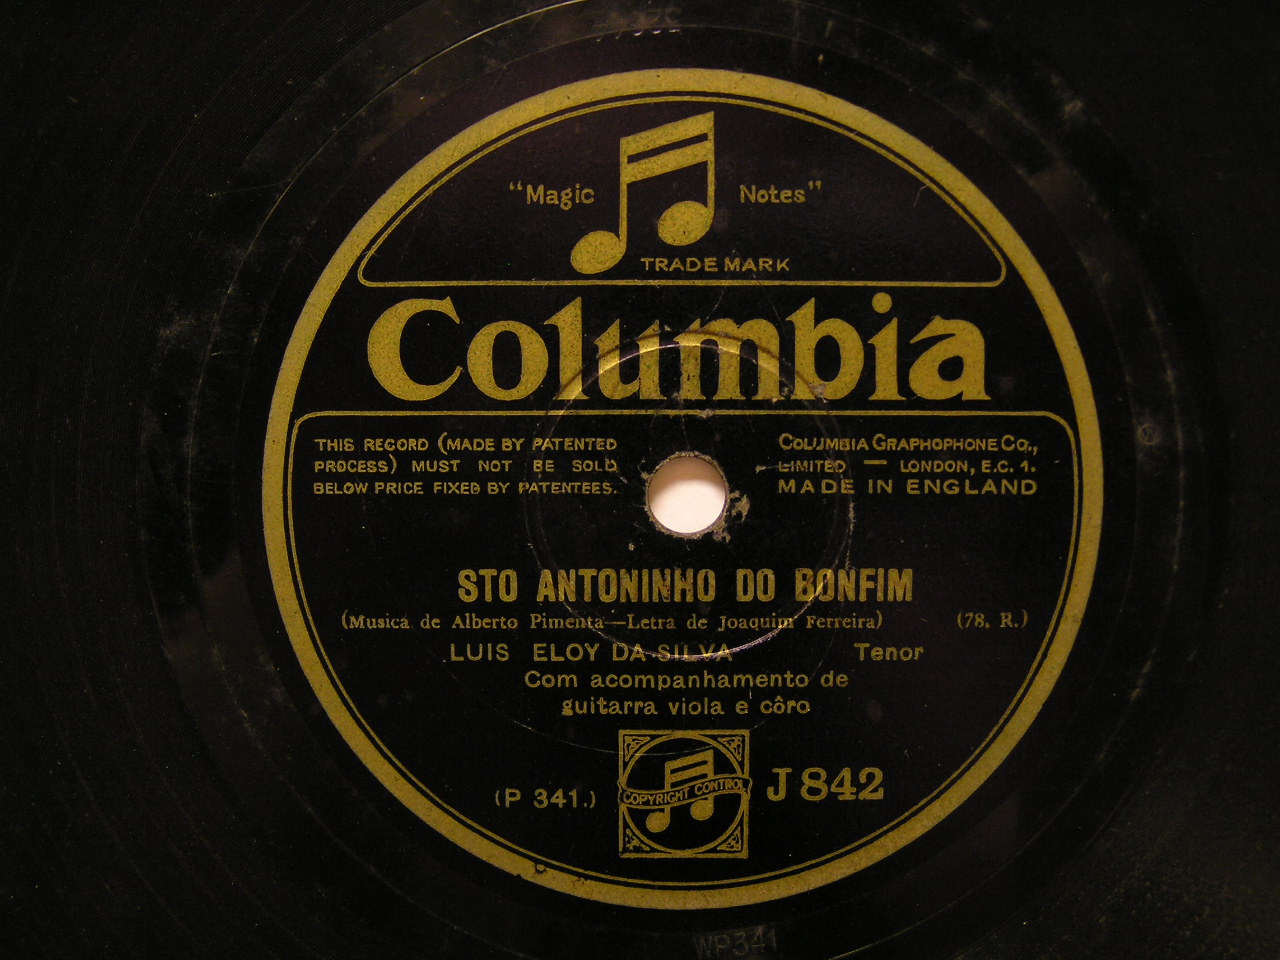 "Magic Notes"
TRADE MARK
Columbia
THIS RECORD (MADE BY PATENTED
PROCESS) MUST NOT BE SOLD
BELOW PRICE FIXED BY PATENTEES.
COLUMBIA GRAPHOPHONE CO.,
LIMITED — LONDON, E.C. 1.
MADE IN ENGLAND
STO ANTONINHO DO BONFIM
(Musica de Alberto Pimenta—Letra de Joaquim Ferreira) (78. R.)
LUIS ELOY DA SILVA Tenor
Com acompanhamento de
guitarra viola e côro
(P 341.) COPYRIGHT CONTROL J 842
WP341